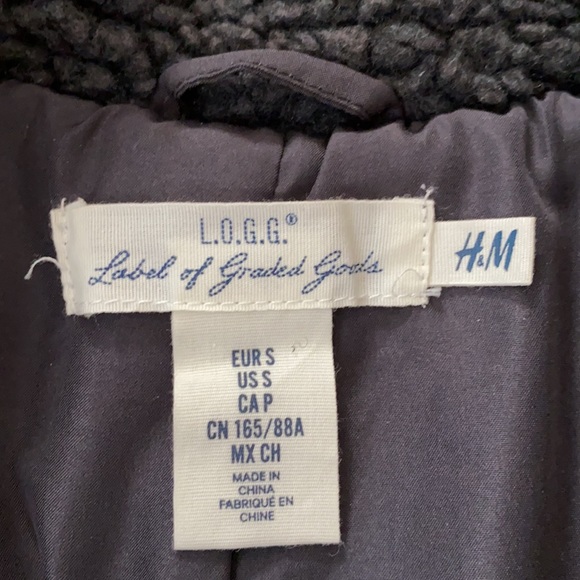 L.O.G.G.®
Label of Graded Goods
H&M
EUR S
US S
CA P
CN 165/88A
MX CH
MADE IN
CHINA
FABRIQUÉ EN
CHINE